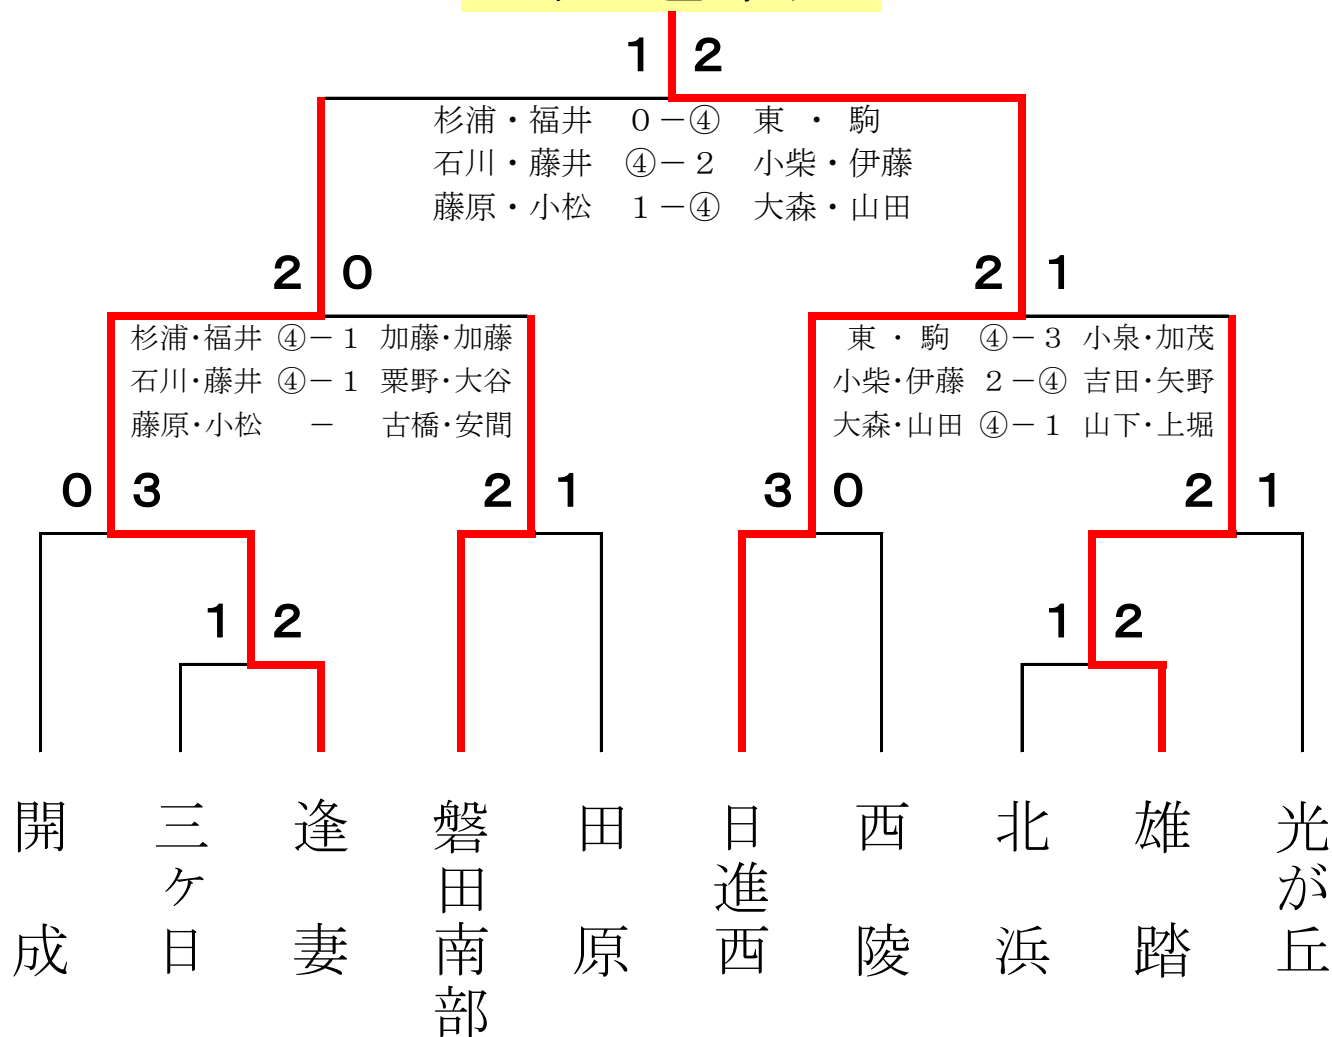 1 2
杉浦・福井 ０－④ 東 ・ 駒
石川・藤井 ④－２ 小柴・伊藤
藤原・小松 １－④ 大森・山田
2 0
2 1
杉浦・福井 ④－１ 加藤・加藤
石川・藤井 ④－１ 粟野・大谷
藤原・小松 － 古橋・安間
東 ・ 駒 ④－３ 小泉・加茂
小柴・伊藤 ２－④ 吉田・矢野
大森・山田 ④－１ 山下・上堀
0 3
2 1
3 0
2 1
1 2
1 2
開成
三ケ日
逢妻
磐田南部
田原
日進西
西陵
北浜
雄踏
光が丘